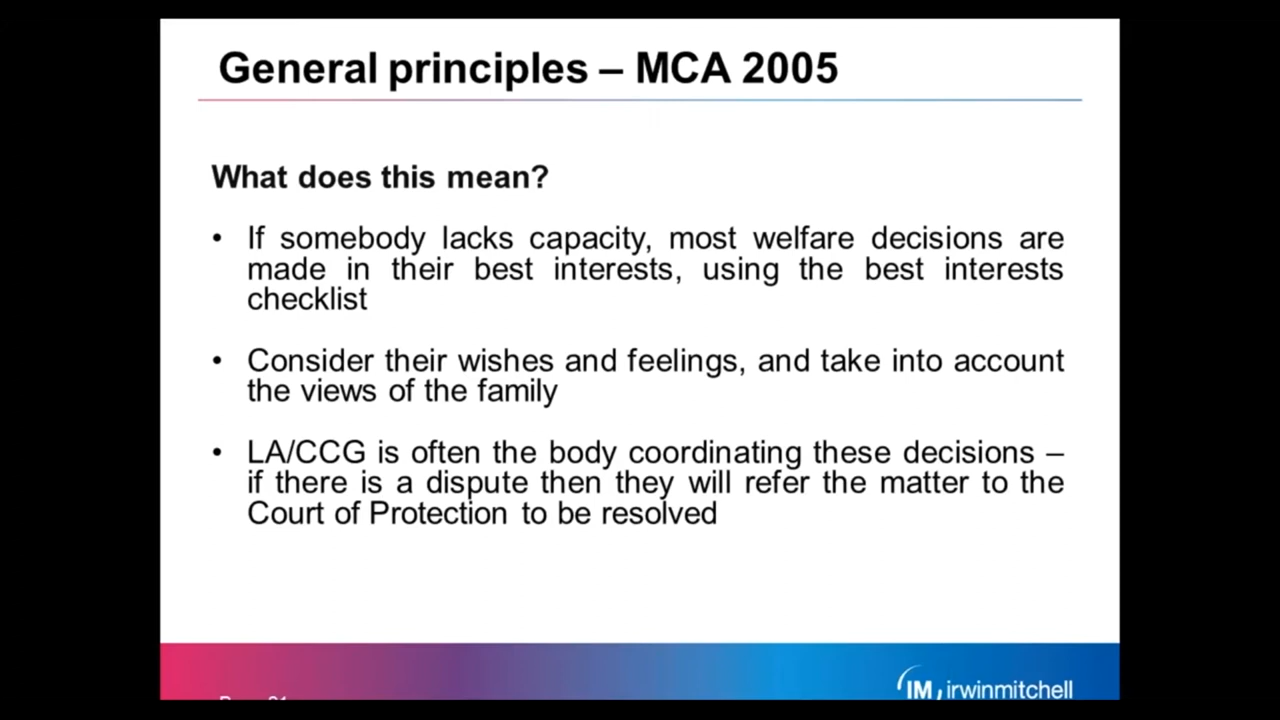 General principles – MCA 2005
What does this mean?
• If somebody lacks capacity, most welfare decisions are
made in their best interests, using the best interests
checklist
• Consider their wishes and feelings, and take into account
the views of the family
• LA/CCG is often the body coordinating these decisions –
if there is a dispute then they will refer the matter to the
Court of Protection to be resolved
IM irwinmitchell